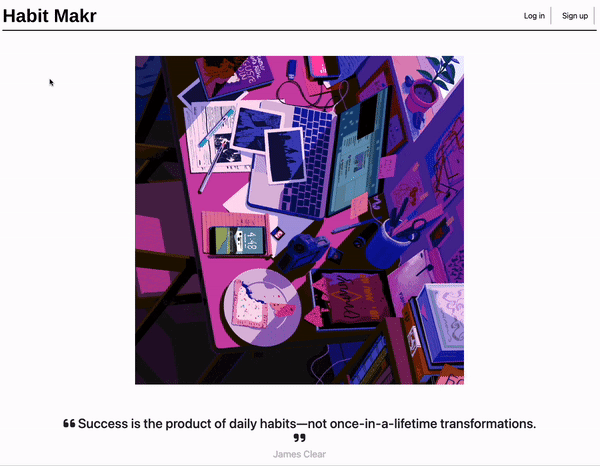 Habit Makr
Log in
Sign up
4:48
❝ Success is the product of daily habits—not once-in-a-lifetime transformations.
❞
James Clear